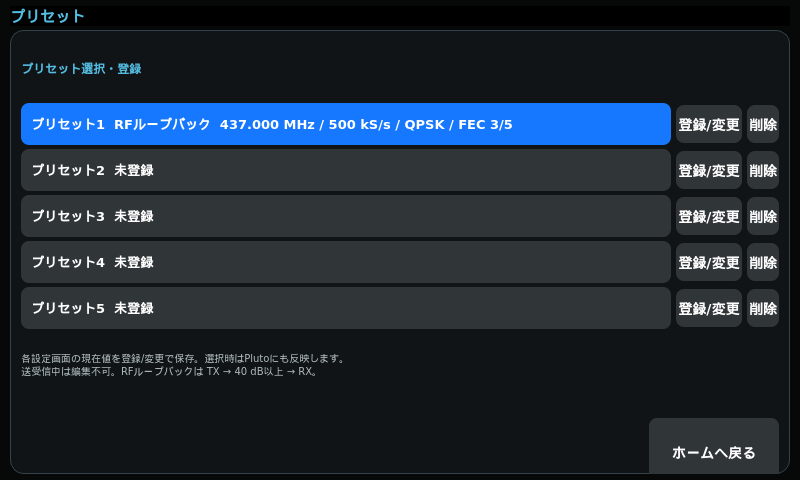 プリセット
プリセット選択・登録
プリセット1 RFループバック 437.000 MHz / 500 kS/s / QPSK / FEC 3/5 登録/変更 削除
プリセット2 未登録 登録/変更 削除
プリセット3 未登録 登録/変更 削除
プリセット4 未登録 登録/変更 削除
プリセット5 未登録 登録/変更 削除
各設定画面の現在値を登録/変更で保存。選択時はPlutoにも反映します。
送受信中は編集不可。RFループバックは TX → 40 dB以上 → RX。
ホームへ戻る